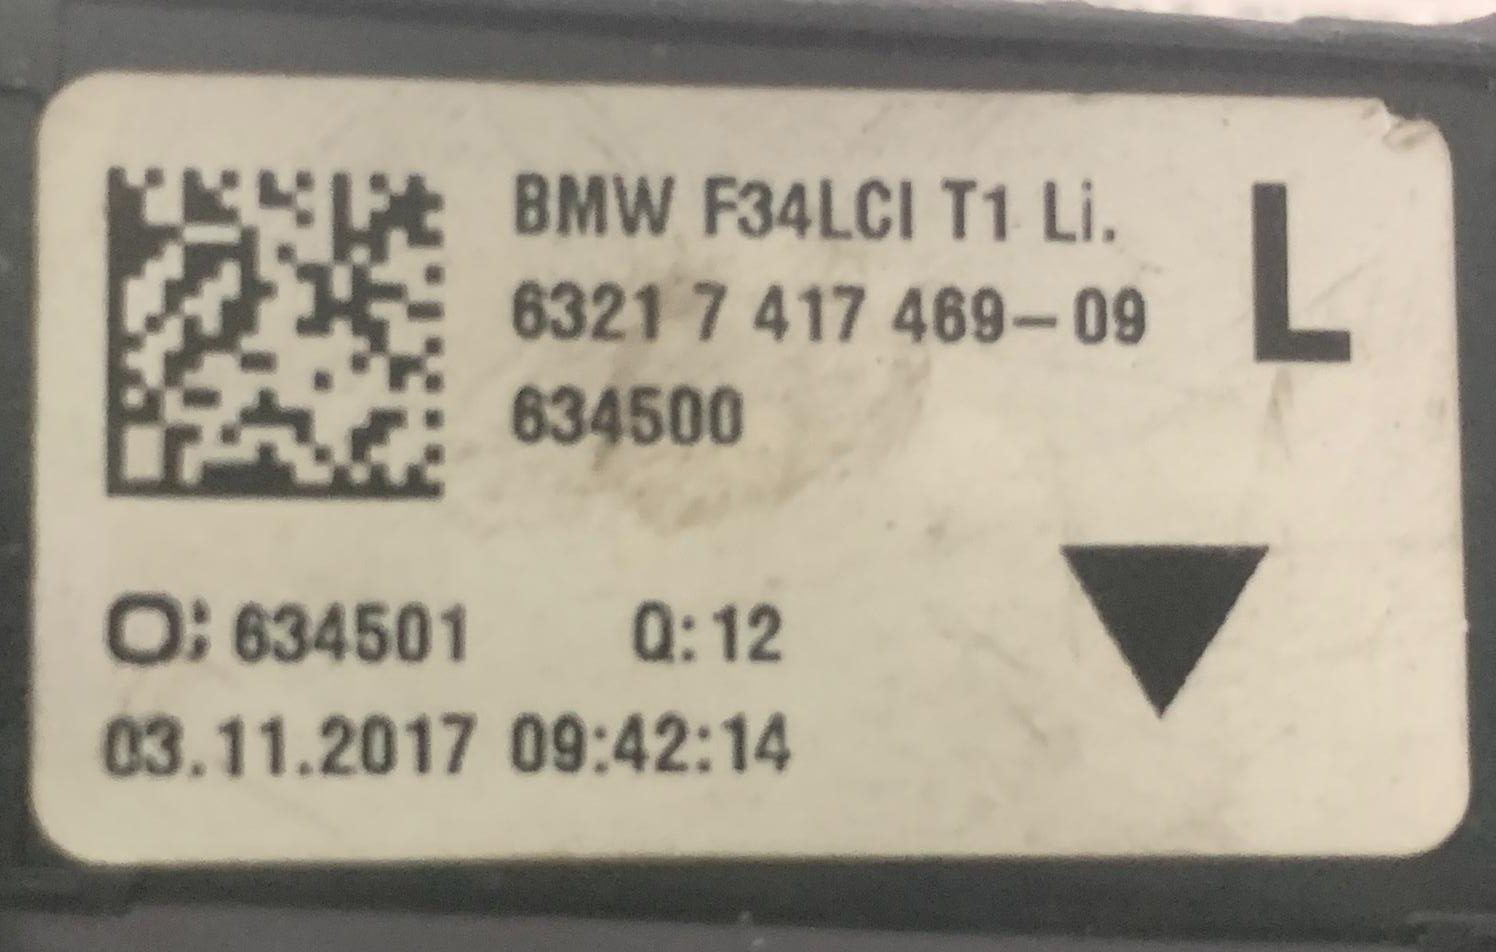 BMW F34LCI T1 Li.
L
6321 7 417 469-09
634500
O: 634501 Q: 12
03.11.2017 09:42:14